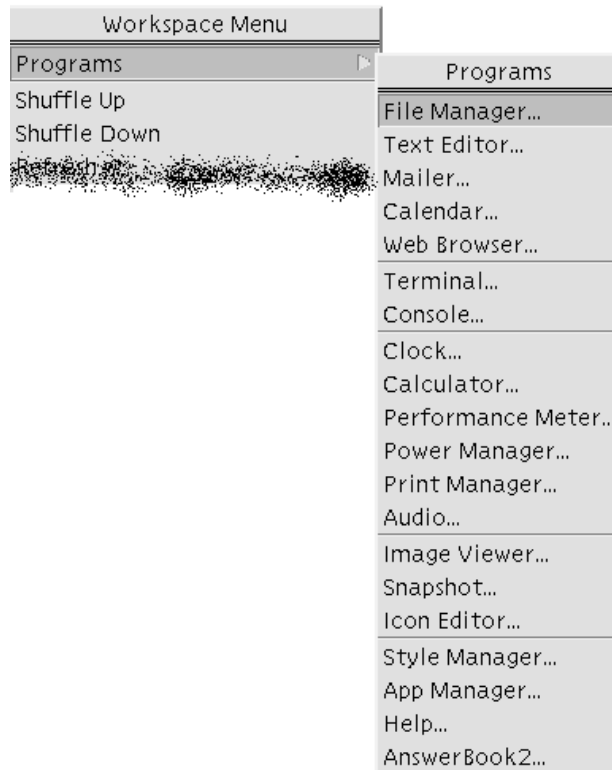 Workspace Menu
Programs
Shuffle Up
Shuffle Down
Refresh
Programs
File Manager...
Text Editor...
Mailer...
Calendar...
Web Browser...
Terminal...
Console...
Clock...
Calculator...
Performance Meter..
Power Manager...
Print Manager...
Audio...
Image Viewer...
Snapshot...
Icon Editor...
Style Manager...
App Manager...
Help...
AnswerBook2...